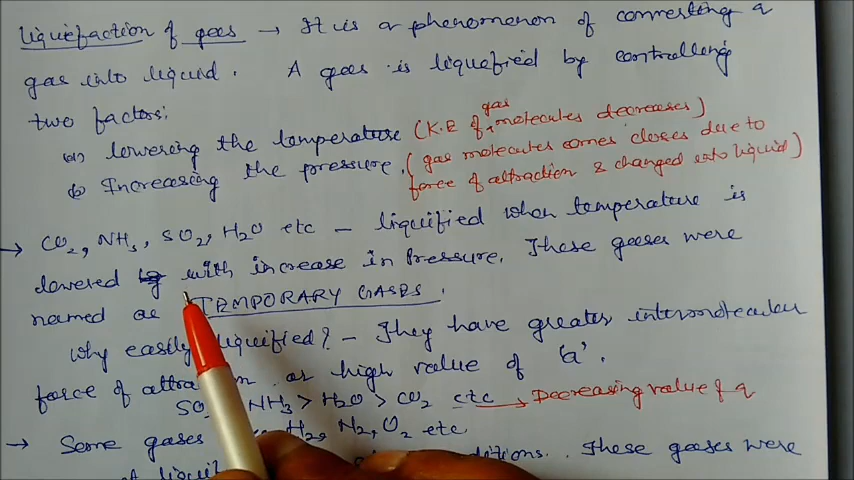 liquefaction of gases → It is a phenomenon of converting a
gas into liquid. A gas is liquefied by controlling
two factors:
(a) lowering the temperature (K.E of gas molecules decreases)
(b) Increasing the pressure. (gas molecules comes closes due to
force of attraction & changed into liquid)
→ CO2, NH3, SO2, H2O etc – liquified when temperature is
lowered with increase in pressure. These gases were
named as TEMPORARY GASES.
Why easily liquified? – They have greater intermolecular
force of attraction or high value of 'a'.
SO NH3 > H2O > CO2 etc → Decreasing value of a
→ Some gases H2, N2, O2 etc
conditions. These gases were